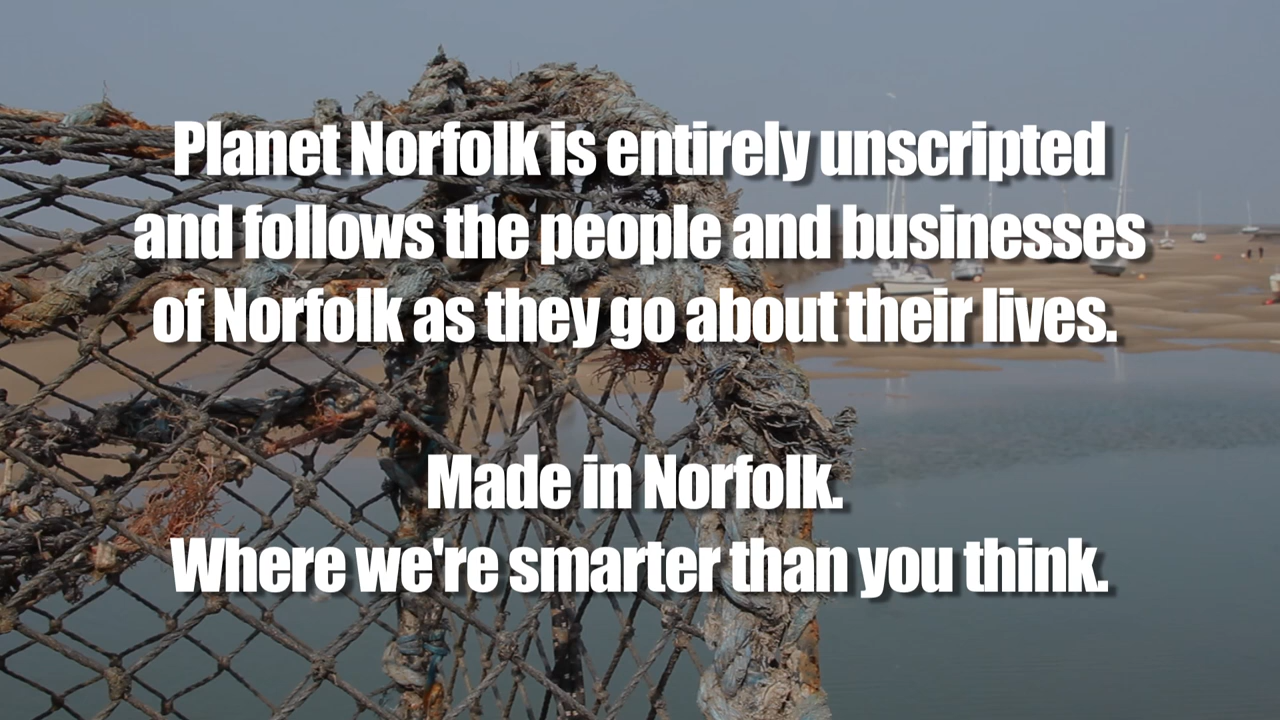 Planet Norfolk is entirely unscripted
and follows the people and businesses
of Norfolk as they go about their lives.
Made in Norfolk.
Where we're smarter than you think.